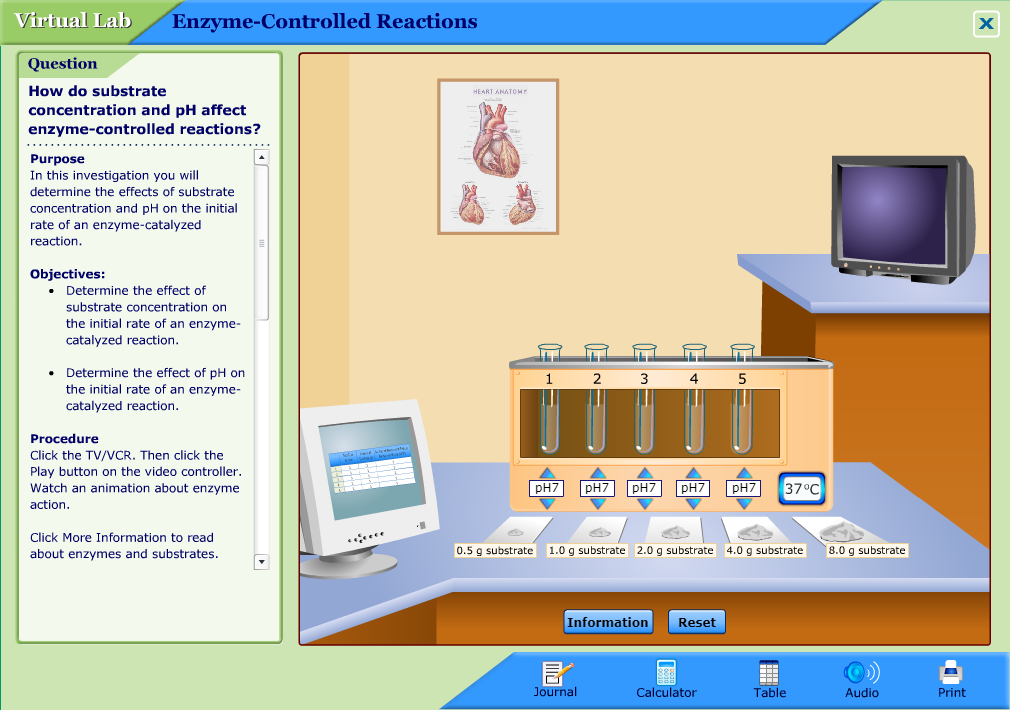 Virtual Lab
Enzyme-Controlled Reactions
X
Question
How do substrate
concentration and pH affect
enzyme-controlled reactions?
Purpose
In this investigation you will
determine the effects of substrate
concentration and pH on the initial
rate of an enzyme-catalyzed
reaction.
Objectives:
• Determine the effect of
substrate concentration on
the initial rate of an enzyme-
catalyzed reaction.
• Determine the effect of pH on
the initial rate of an enzyme-
catalyzed reaction.
Procedure
Click the TV/VCR. Then click the
Play button on the video controller.
Watch an animation about enzyme
action.
Click More Information to read
about enzymes and substrates.
HEART ANATOMY
1 2 3 4 5
pH7 pH7 pH7 pH7 pH7
37°C
0.5 g substrate 1.0 g substrate 2.0 g substrate 4.0 g substrate 8.0 g substrate
Information Reset
Journal Calculator Table Audio Print